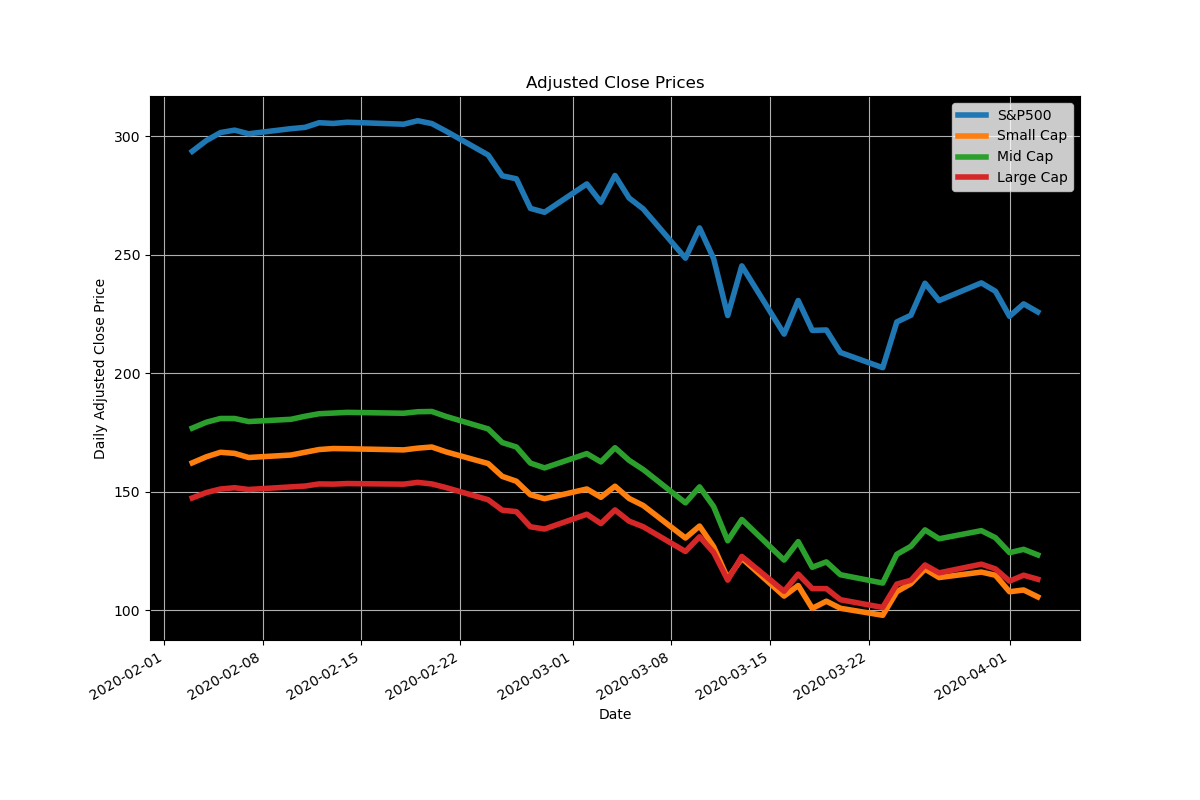 Adjusted Close Prices
S&P500
Small Cap
Mid Cap
Large Cap
Daily Adjusted Close Price
300
250
200
150
100
2020-02-01
2020-02-08
2020-02-15
2020-02-22
2020-03-01
2020-03-08
2020-03-15
2020-03-22
2020-04-01
Date